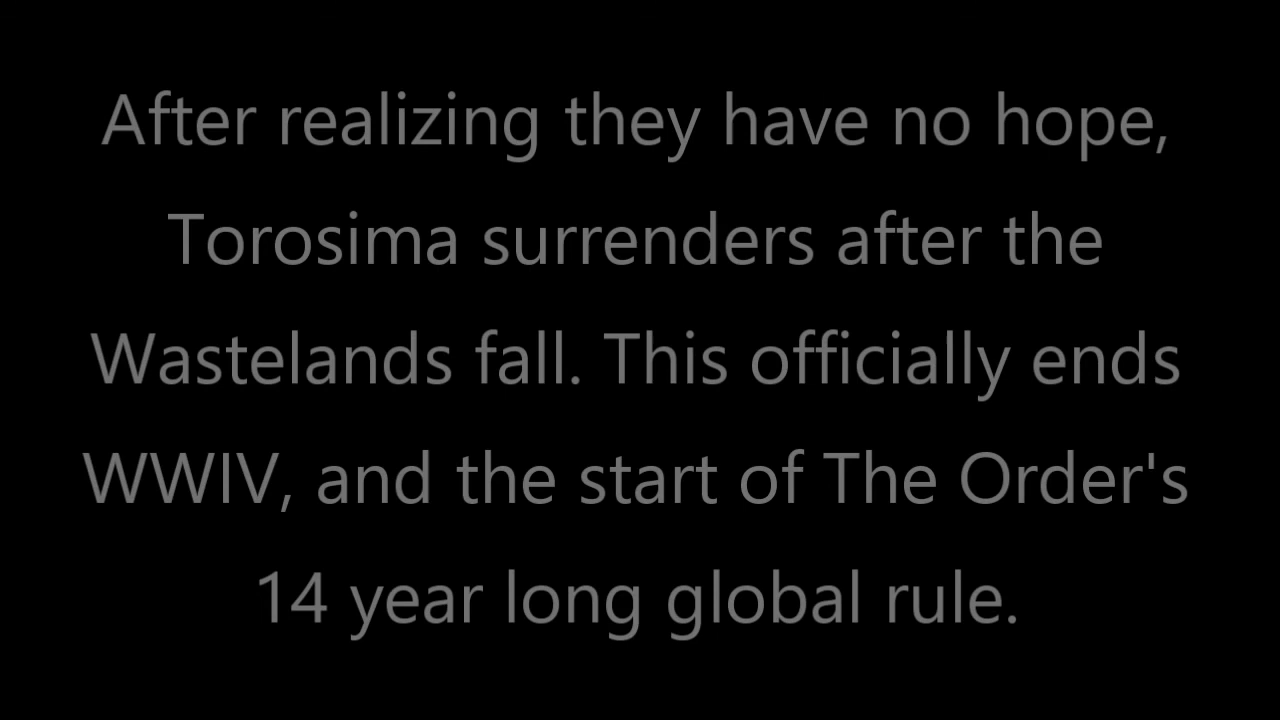 After realizing they have no hope,
Torosima surrenders after the
Wastelands fall. This officially ends
WWIV, and the start of The Order's
14 year long global rule.